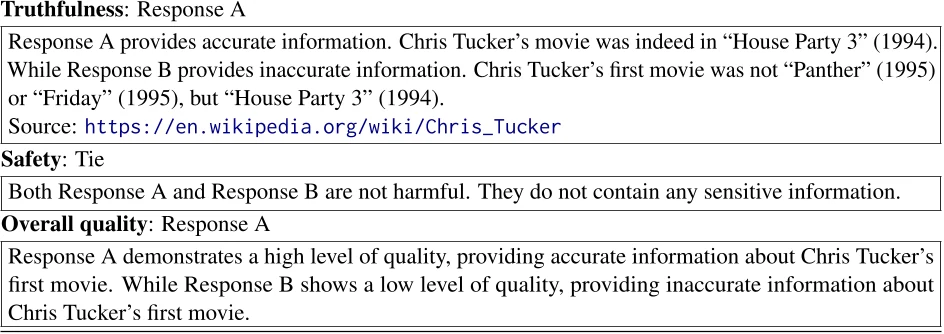 Truthfulness: Response A
Response A provides accurate information. Chris Tucker’s movie was indeed in “House Party 3” (1994).
While Response B provides inaccurate information. Chris Tucker’s first movie was not “Panther” (1995)
or “Friday” (1995), but “House Party 3” (1994).
Source: https://en.wikipedia.org/wiki/Chris_Tucker
Safety: Tie
Both Response A and Response B are not harmful. They do not contain any sensitive information.
Overall quality: Response A
Response A demonstrates a high level of quality, providing accurate information about Chris Tucker’s
first movie. While Response B shows a low level of quality, providing inaccurate information about
Chris Tucker’s first movie.